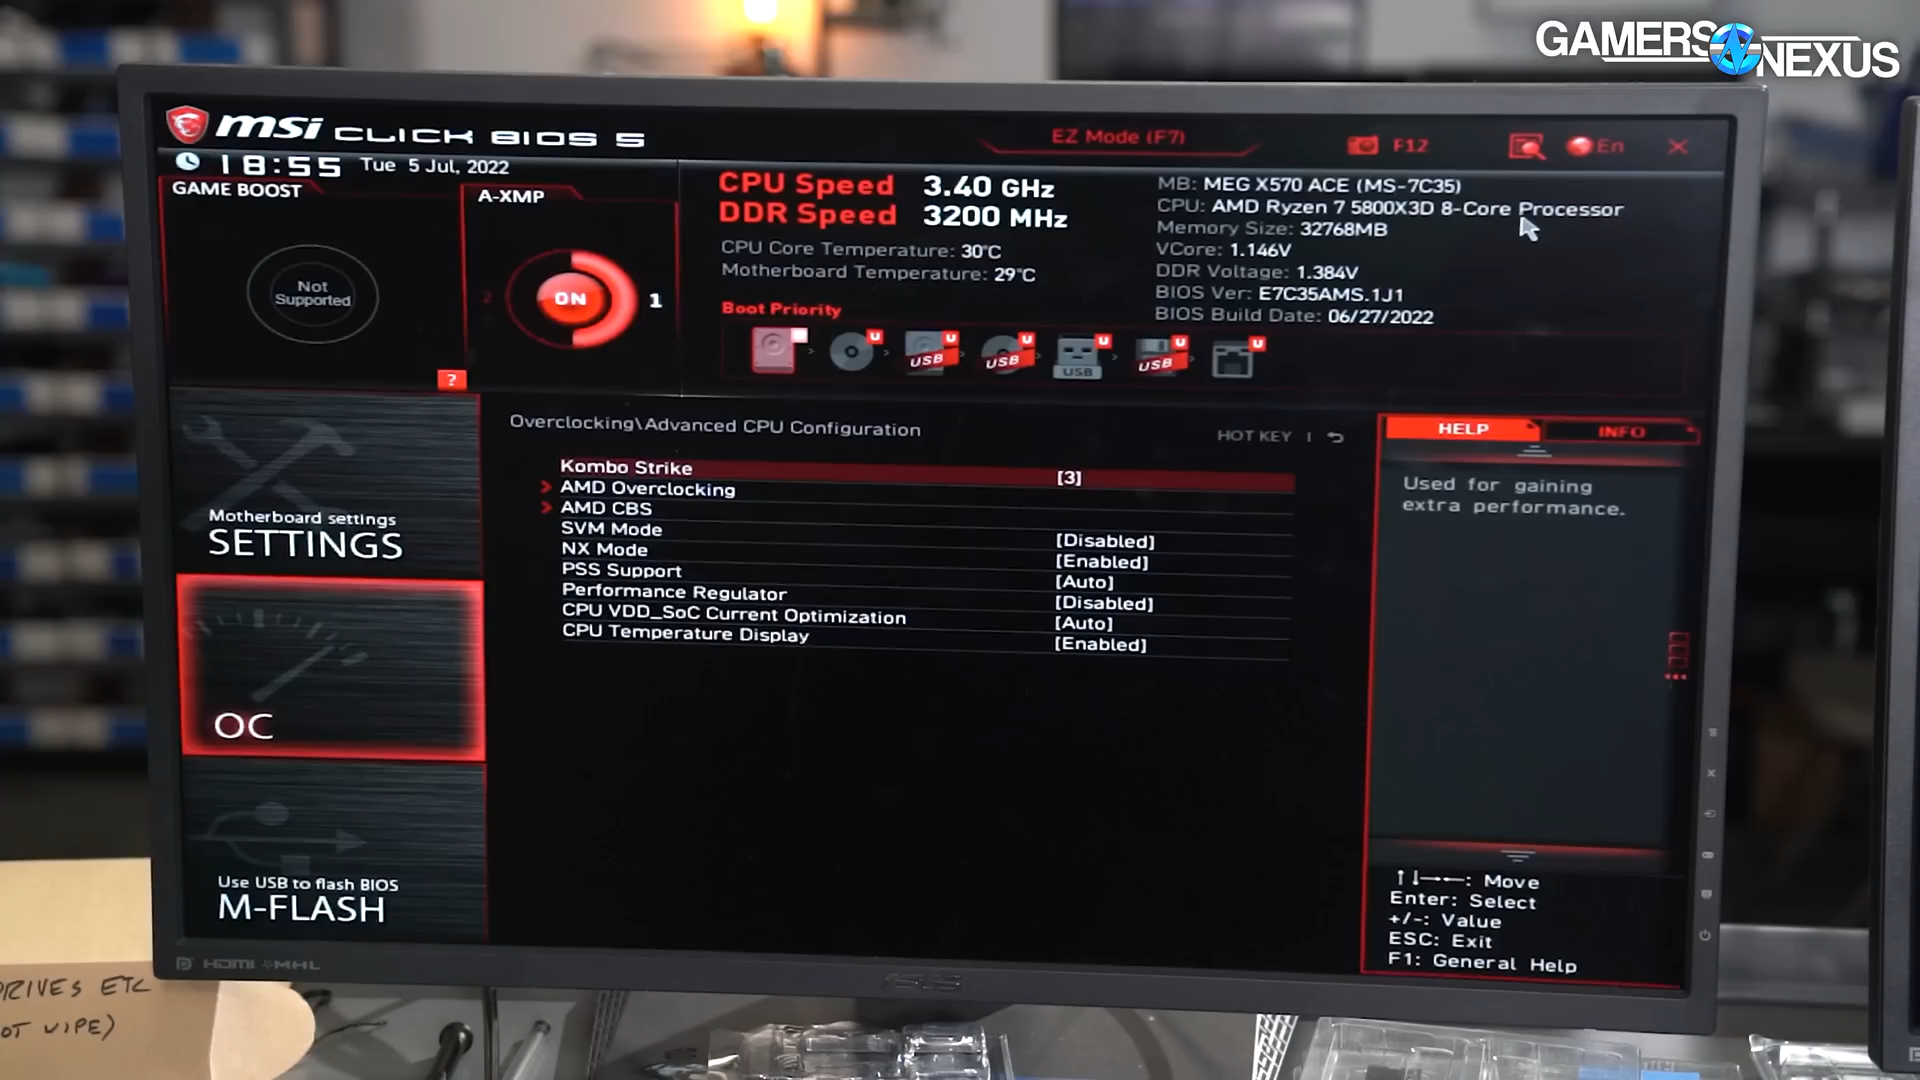 GAMERS NEXUS
msi CLICK BIOS 5
EZ Mode (F7)
F12
En
18:55 Tue 5 Jul, 2022
GAME BOOST
Not
Supported
A-XMP
2
ON
1
?
CPU Speed 3.40 GHz
DDR Speed 3200 MHz
CPU Core Temperature: 30°C
Motherboard Temperature: 29°C
Boot Priority
U
USB U
USB U
USB U
USB U
U
MB: MEG X570 ACE (MS-7C35)
CPU: AMD Ryzen 7 5800X3D 8-Core Processor
Memory Size: 32768MB
VCore: 1.146V
DDR Voltage: 1.384V
BIOS Ver: E7C35AMS.1J1
BIOS Build Date: 06/27/2022
Motherboard settings
SETTINGS
OC
Use USB to flash BIOS
M-FLASH
Overclocking\Advanced CPU Configuration
HOT KEY |
Kombo Strike [3]
> AMD Overclocking
> AMD CBS
SVM Mode [Disabled]
NX Mode [Enabled]
PSS Support [Auto]
Performance Regulator [Disabled]
CPU VDD_SoC Current Optimization [Auto]
CPU Temperature Display [Enabled]
HELP
INFO
Used for gaining
extra performance.
↑↓→←: Move
Enter: Select
+/-: Value
ESC: Exit
F1: General Help
HDMI MHL
ASUS
DRIVES ETC
OT WIPE)